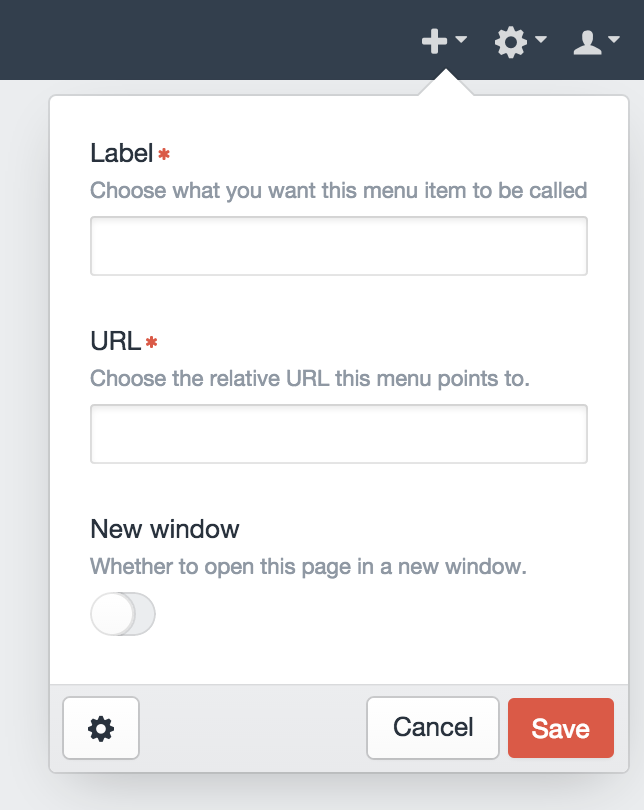 Label*
Choose what you want this menu item to be called
URL*
Choose the relative URL this menu points to.
New window
Whether to open this page in a new window.
Cancel
Save